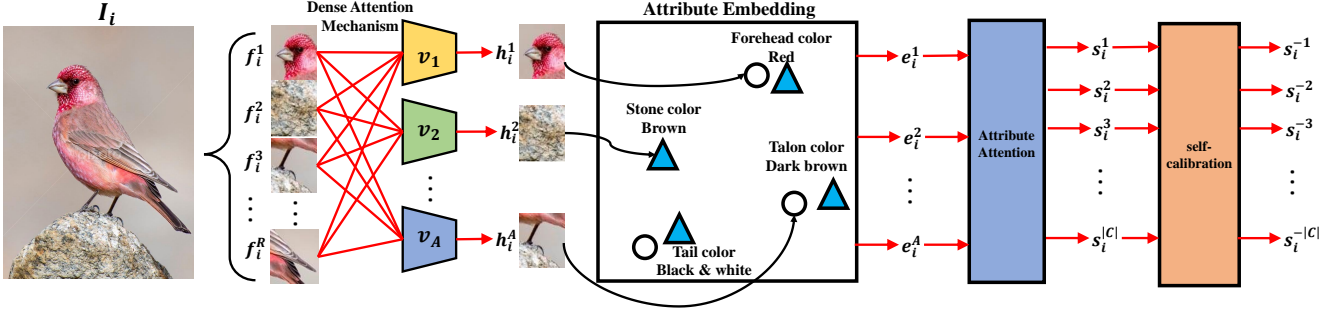 I_i
f_i^1
f_i^2
f_i^3
⋮ ⋮
f_i^R
Dense Attention
Mechanism
v_1
v_2
⋮
v_A
h_i^1
h_i^2
h_i^A
Attribute Embedding
Forehead color
Red
Stone color
Brown
Talon color
Dark brown
Tail color
Black & white
e_i^1
e_i^2
⋮
e_i^A
Attribute
Attention
s_i^1
s_i^2
s_i^3
⋮
s_i^|C|
self-
calibration
s_i^-1
s_i^-2
s_i^-3
⋮
s_i^-|C|